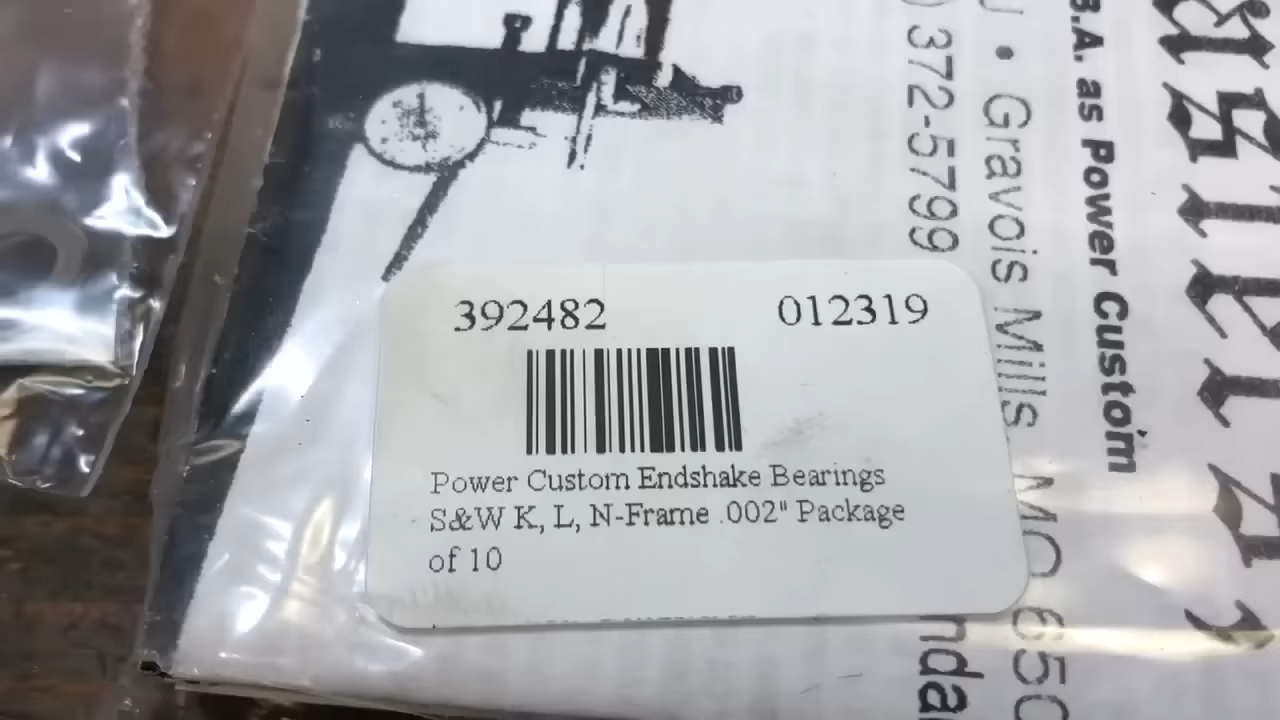 392482 012319
Power Custom Endshake Bearings
S&W K, L, N-Frame .002" Package
of 10
B.A. as Power Custom
• Gravois Mills, MO 650
) 372-5799